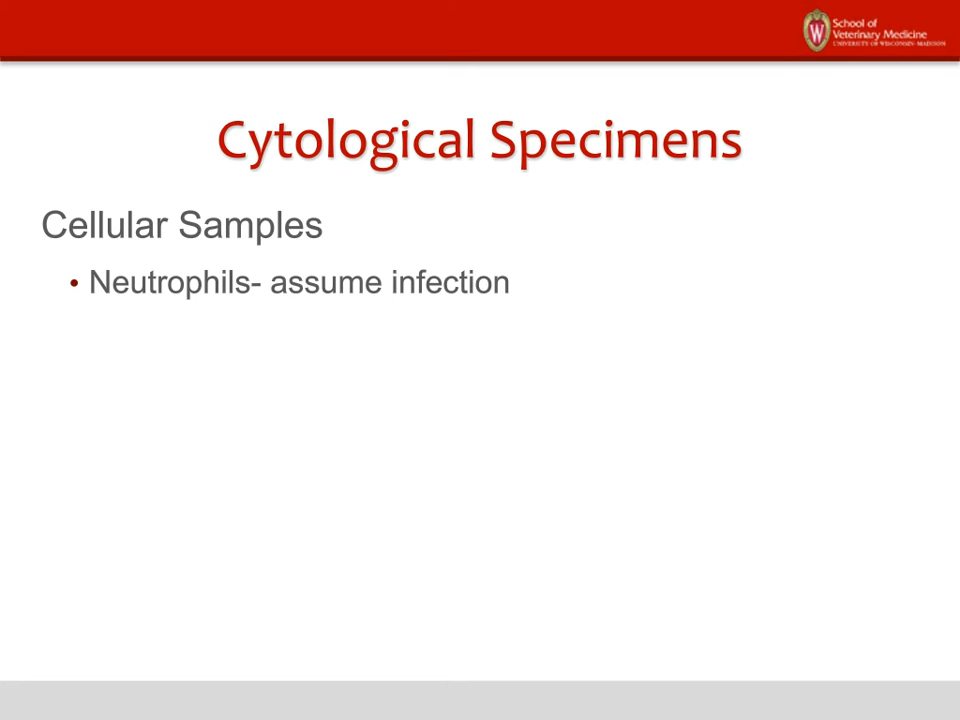 School of
Veterinary Medicine
UNIVERSITY OF WISCONSIN-MADISON
Cytological Specimens
Cellular Samples
• Neutrophils- assume infection